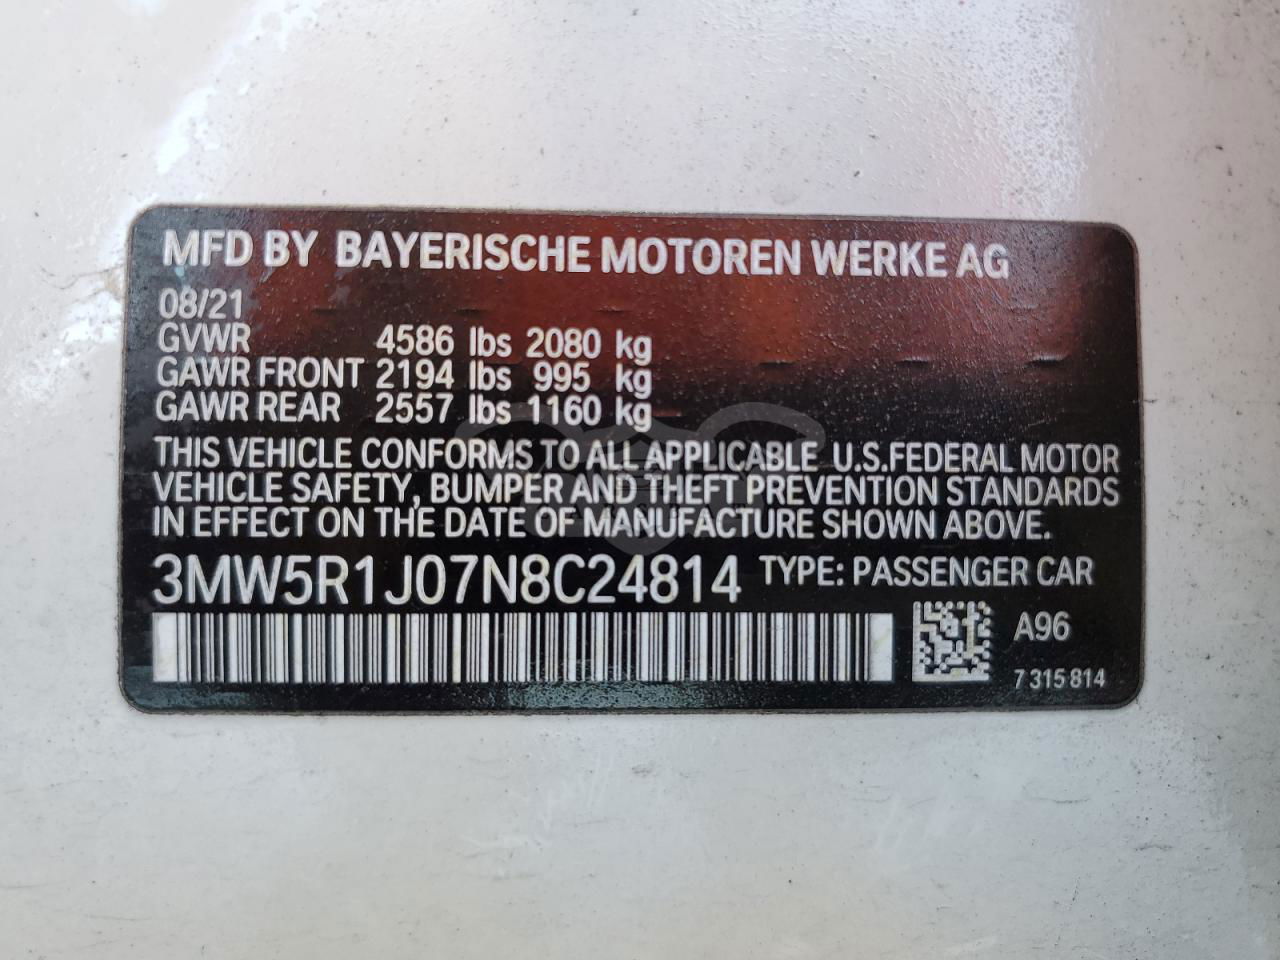 MFD BY BAYERISCHE MOTOREN WERKE AG
08/21
GVWR 4586 lbs 2080 kg
GAWR FRONT 2194 lbs 995 kg
GAWR REAR 2557 lbs 1160 kg
THIS VEHICLE CONFORMS TO ALL APPLICABLE U.S.FEDERAL MOTOR
VEHICLE SAFETY, BUMPER AND THEFT PREVENTION STANDARDS
IN EFFECT ON THE DATE OF MANUFACTURE SHOWN ABOVE.
3MW5R1J07N8C24814 TYPE: PASSENGER CAR
A96
7 315 814